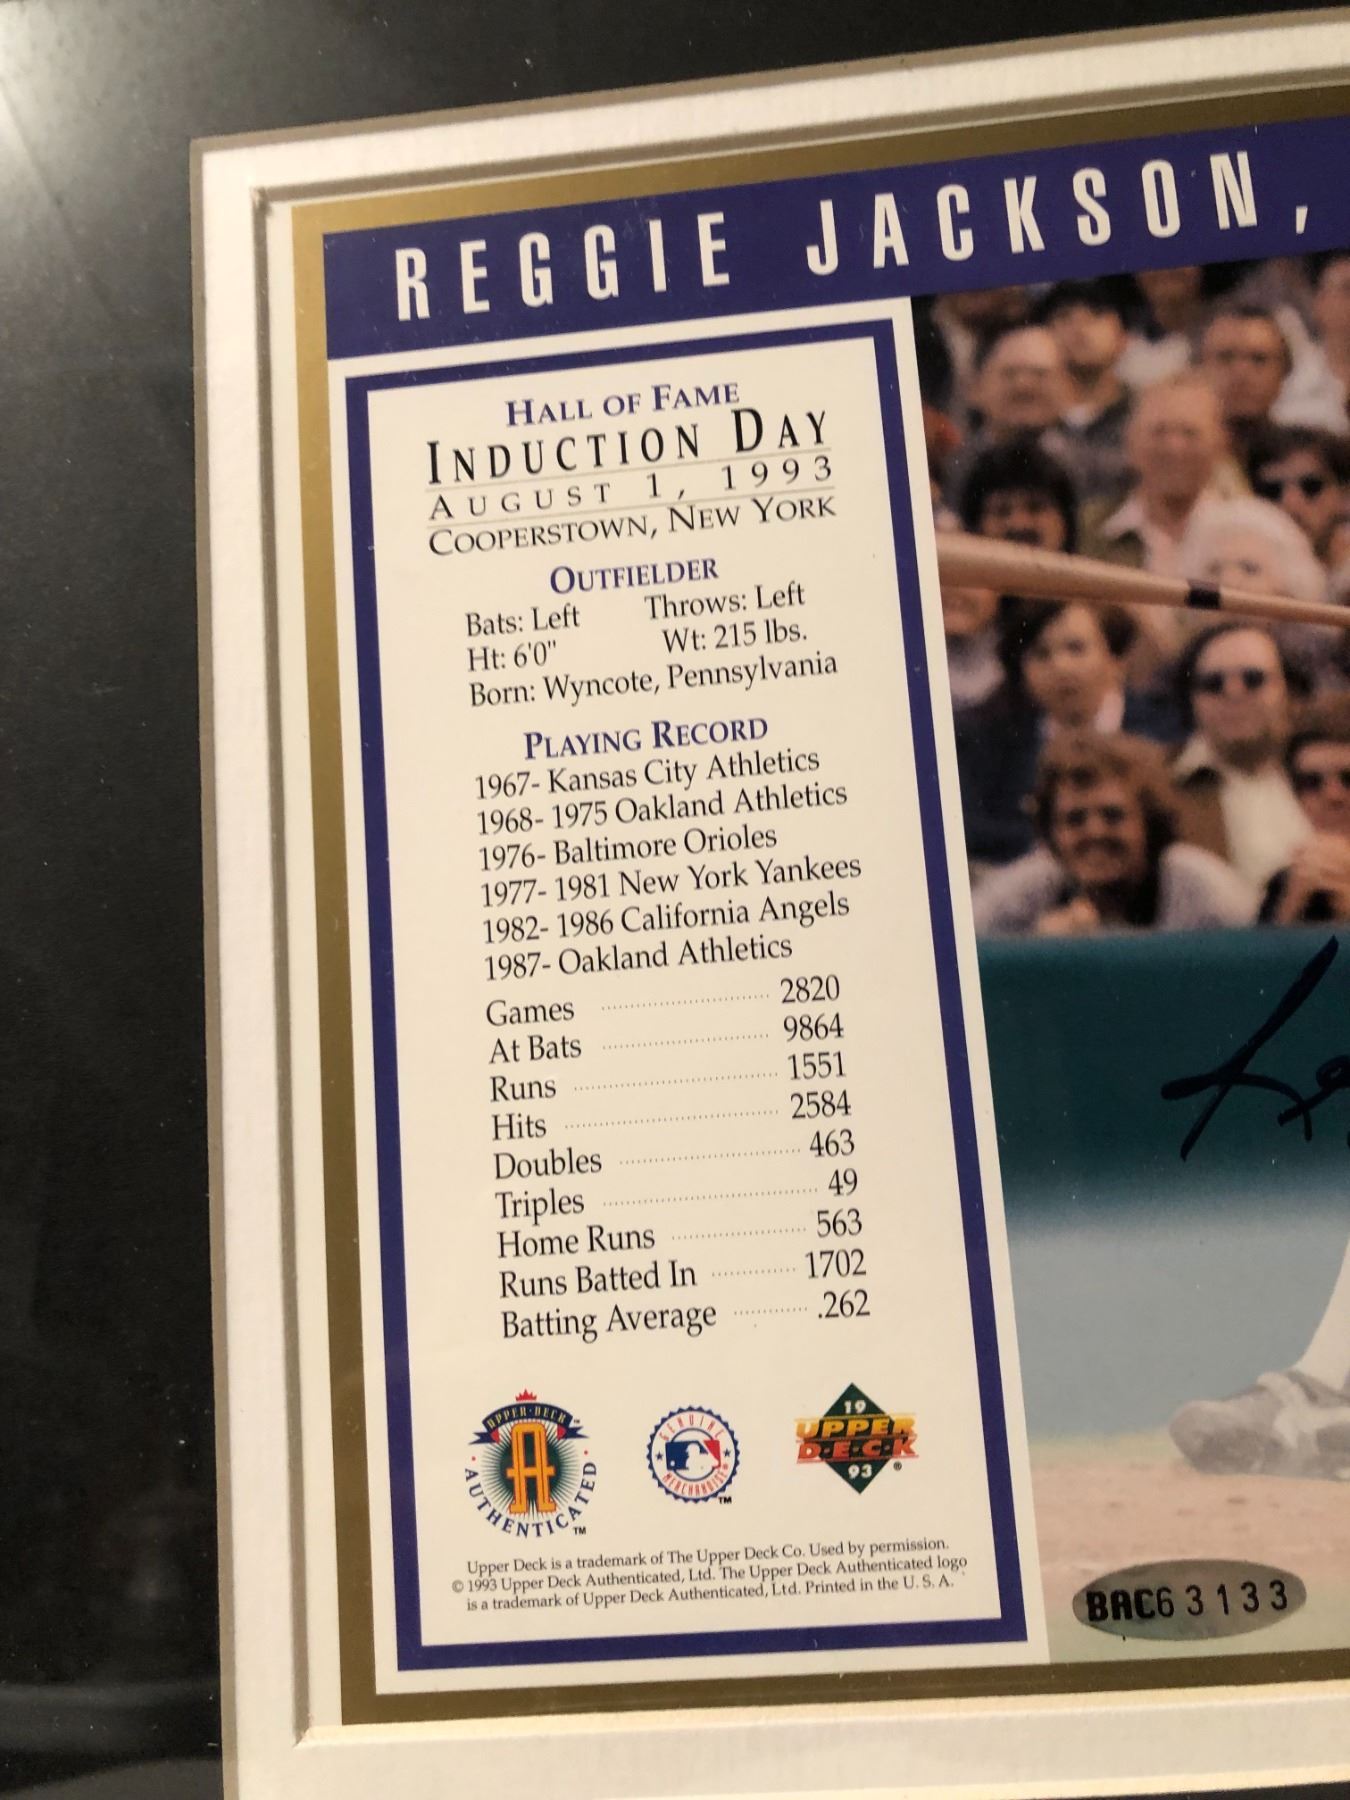 REGGIE JACKSON,
HALL OF FAME
INDUCTION DAY
AUGUST 1, 1993
COOPERSTOWN, NEW YORK
OUTFIELDER
Bats: Left Throws: Left
Ht: 6'0" Wt: 215 lbs.
Born: Wyncote, Pennsylvania
PLAYING RECORD
1967- Kansas City Athletics
1968- 1975 Oakland Athletics
1976- Baltimore Orioles
1977- 1981 New York Yankees
1982- 1986 California Angels
1987- Oakland Athletics
Games 2820
At Bats 9864
Runs 1551
Hits 2584
Doubles 463
Triples 49
Home Runs 563
Runs Batted In 1702
Batting Average .262
UPPER·DECK
A
AUTHENTICATED™
GENUINE
MERCHANDISE
™
19
UPPER
D·E·C·K
93 ®
Upper Deck is a trademark of The Upper Deck Co. Used by permission.
© 1993 Upper Deck Authenticated, Ltd. The Upper Deck Authenticated logo
is a trademark of Upper Deck Authenticated, Ltd. Printed in the U. S. A.
BAC63133